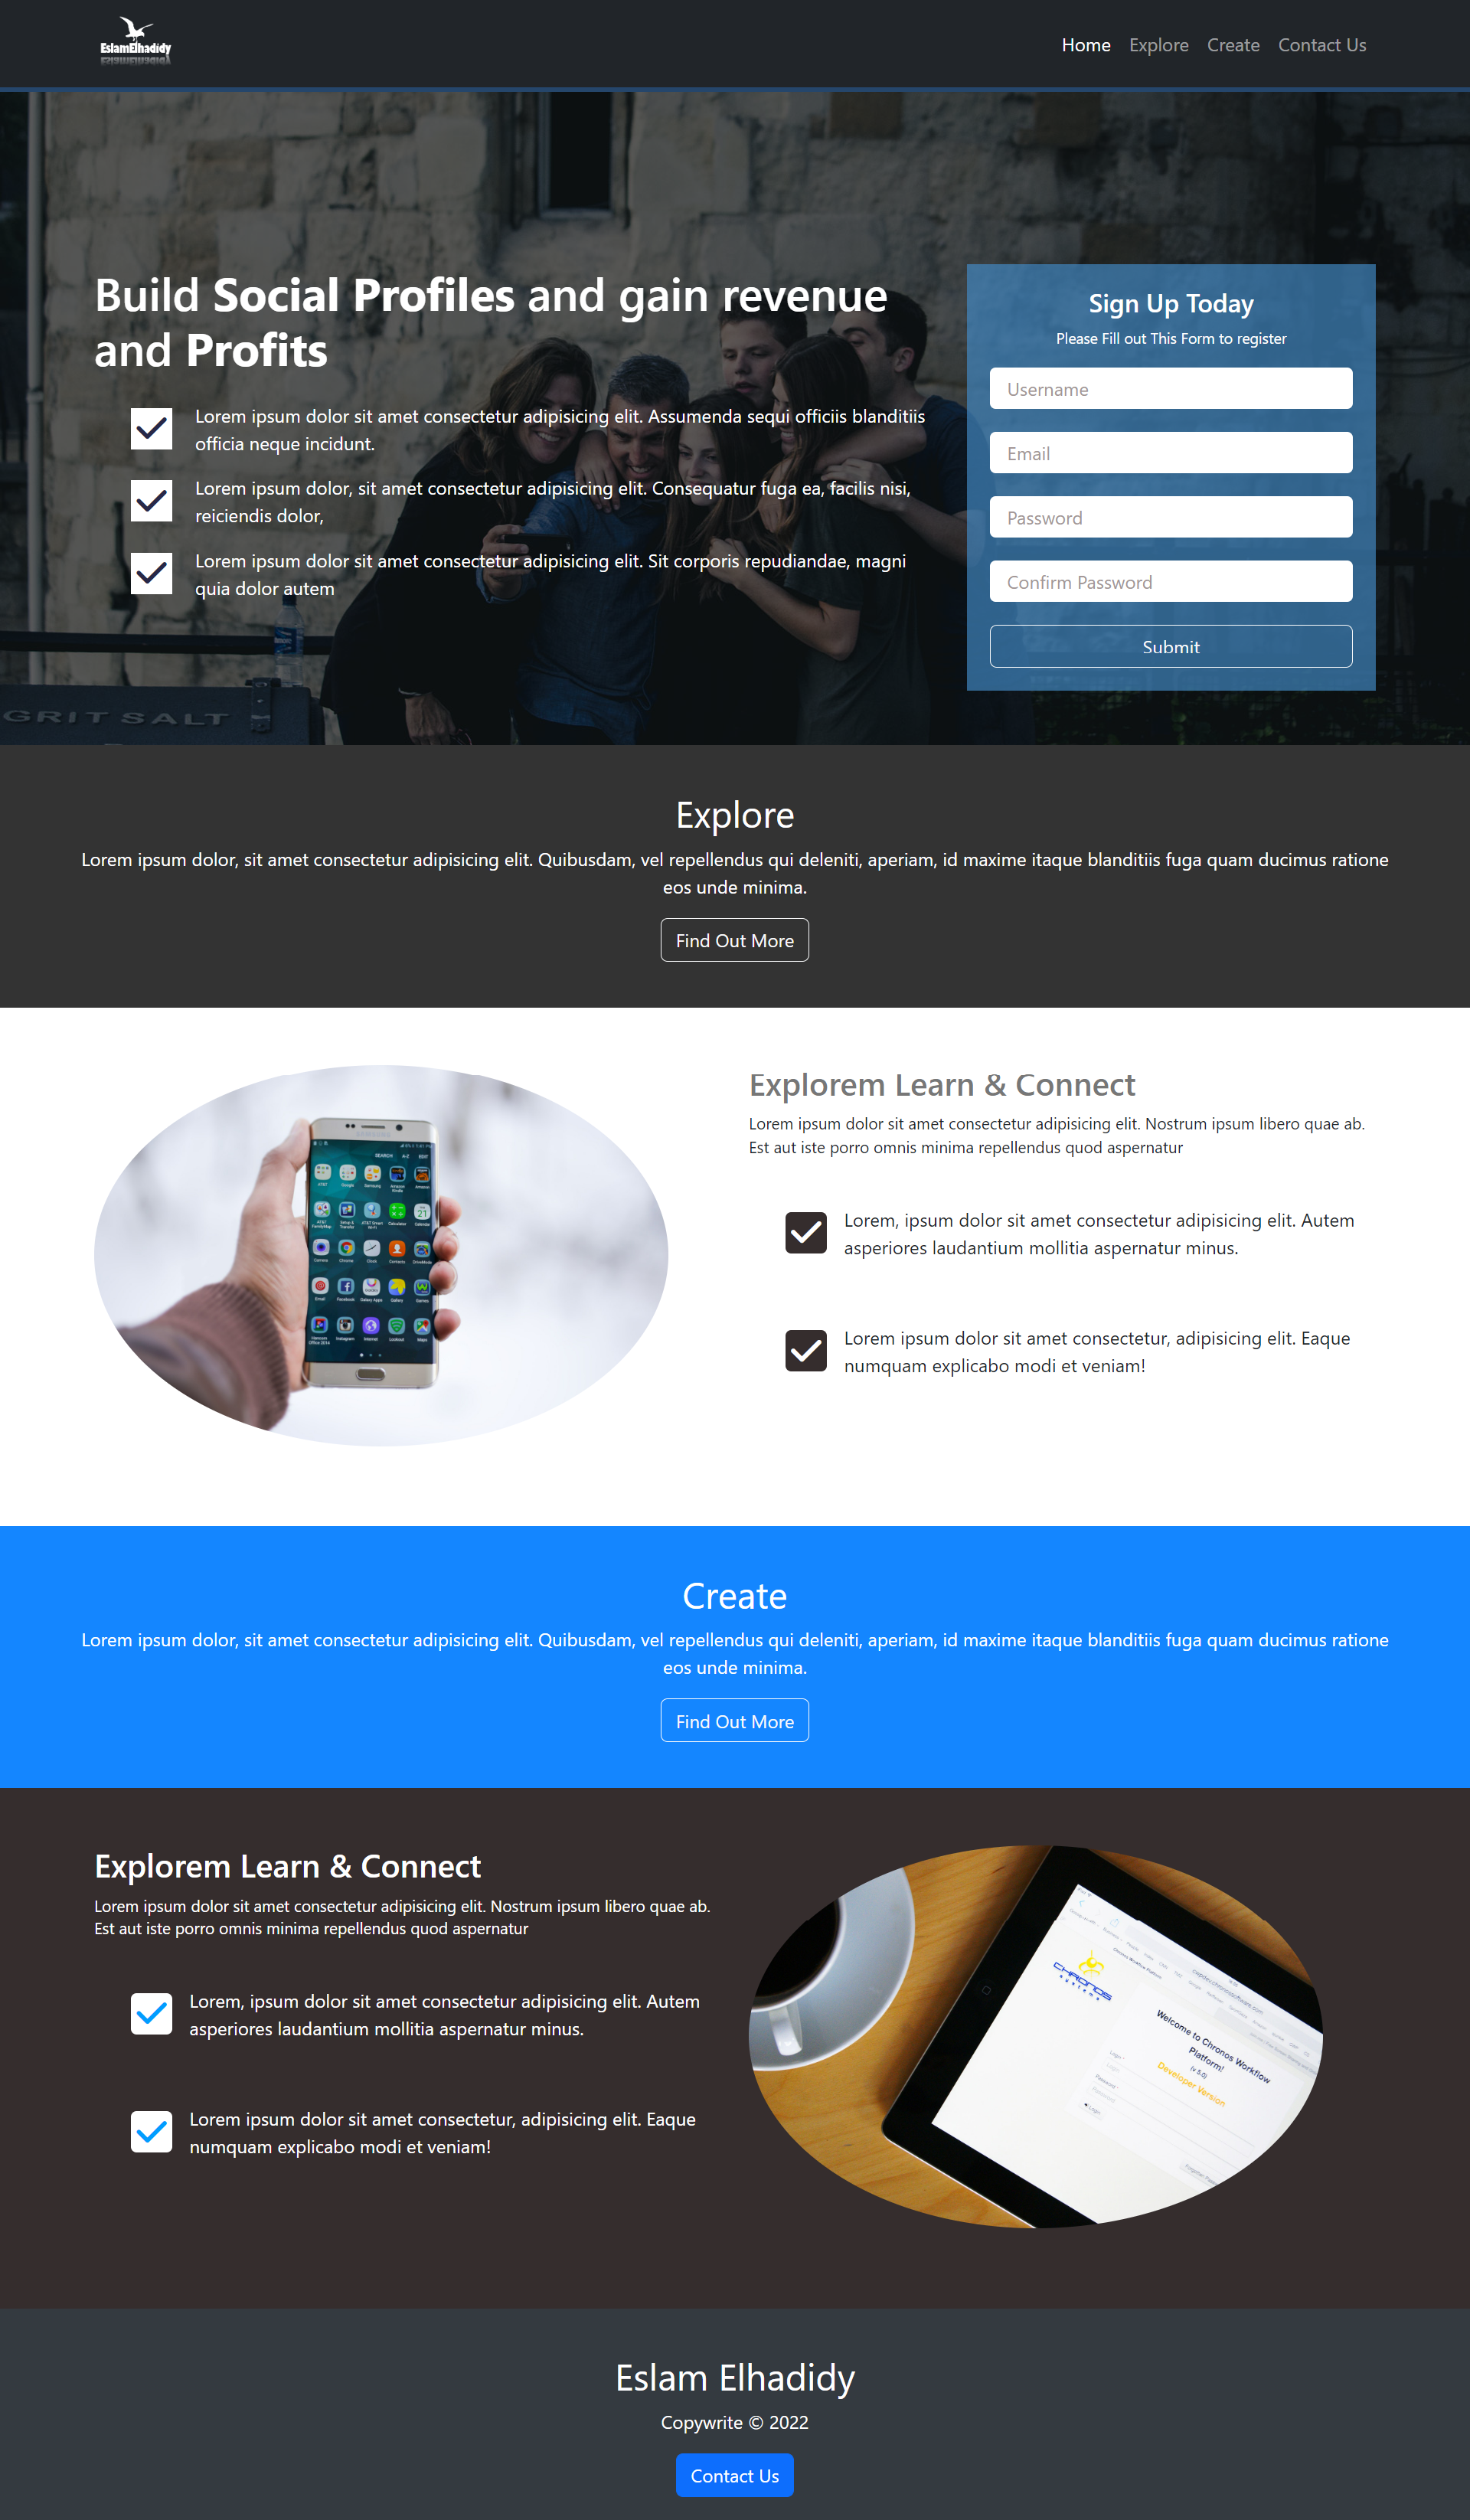 EslamElhadidy
Home Explore Create Contact Us
Build Social Profiles and gain revenue
and Profits
Lorem ipsum dolor sit amet consectetur adipisicing elit. Assumenda sequi officiis blanditiis
officia neque incidunt.
Lorem ipsum dolor, sit amet consectetur adipisicing elit. Consequatur fuga ea, facilis nisi,
reiciendis dolor,
Lorem ipsum dolor sit amet consectetur adipisicing elit. Sit corporis repudiandae, magni
quia dolor autem
GRIT SALT
Sign Up Today
Please Fill out This Form to register
Username
Email
Password
Confirm Password
Submit
Explore
Lorem ipsum dolor, sit amet consectetur adipisicing elit. Quibusdam, vel repellendus qui deleniti, aperiam, id maxime itaque blanditiis fuga quam ducimus ratione
eos unde minima.
Find Out More
Explorem Learn & Connect
Lorem ipsum dolor sit amet consectetur adipisicing elit. Nostrum ipsum libero quae ab.
Est aut iste porro omnis minima repellendus quod aspernatur
Lorem, ipsum dolor sit amet consectetur adipisicing elit. Autem
asperiores laudantium mollitia aspernatur minus.
Lorem ipsum dolor sit amet consectetur, adipisicing elit. Eaque
numquam explicabo modi et veniam!
Create
Lorem ipsum dolor, sit amet consectetur adipisicing elit. Quibusdam, vel repellendus qui deleniti, aperiam, id maxime itaque blanditiis fuga quam ducimus ratione
eos unde minima.
Find Out More
Explorem Learn & Connect
Lorem ipsum dolor sit amet consectetur adipisicing elit. Nostrum ipsum libero quae ab.
Est aut iste porro omnis minima repellendus quod aspernatur
Lorem, ipsum dolor sit amet consectetur adipisicing elit. Autem
asperiores laudantium mollitia aspernatur minus.
Lorem ipsum dolor sit amet consectetur, adipisicing elit. Eaque
numquam explicabo modi et veniam!
CHRONOS
systems
Welcome to Chronos Workflow
Platform!
(v 5.0)
Developer Version
Login
Password
Login
Eslam Elhadidy
Copywrite © 2022
Contact Us